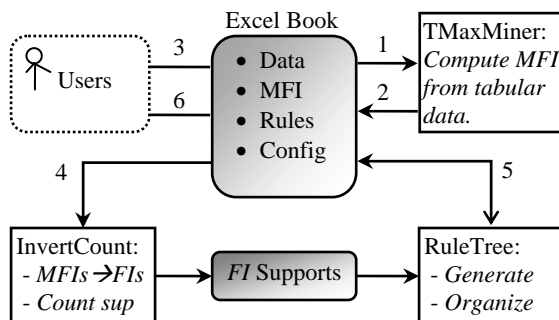 Excel Book
Users
3
6
• Data
• MFI
• Rules
• Config
1
2
TMaxMiner:
Compute MFI
from tabular
data.
4
5
InvertCount:
- MFIs→FIs
- Count sup
FI Supports
RuleTree:
- Generate
- Organize